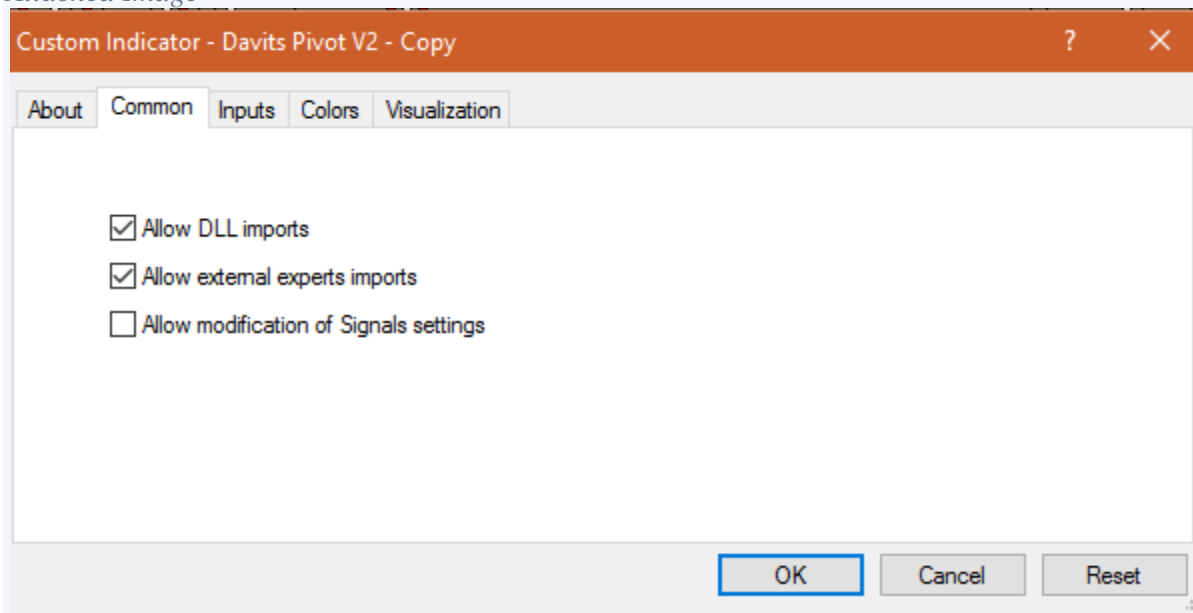 Custom Indicator - Davits Pivot V2 - Copy ?
About Common Inputs Colors Visualization
Allow DLL imports
Allow external experts imports
Allow modification of Signals settings
OK Cancel Reset